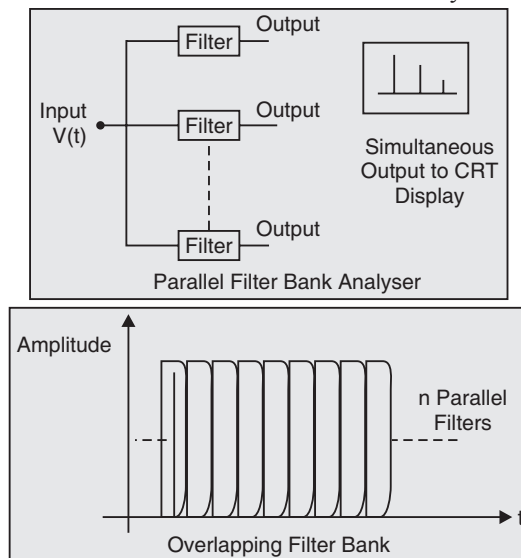 Output
Filter
Output
Input
V(t)
Filter
Simultaneous
Output to CRT
Display
Output
Filter
Parallel Filter Bank Analyser
Amplitude
n Parallel
Filters
t
Overlapping Filter Bank